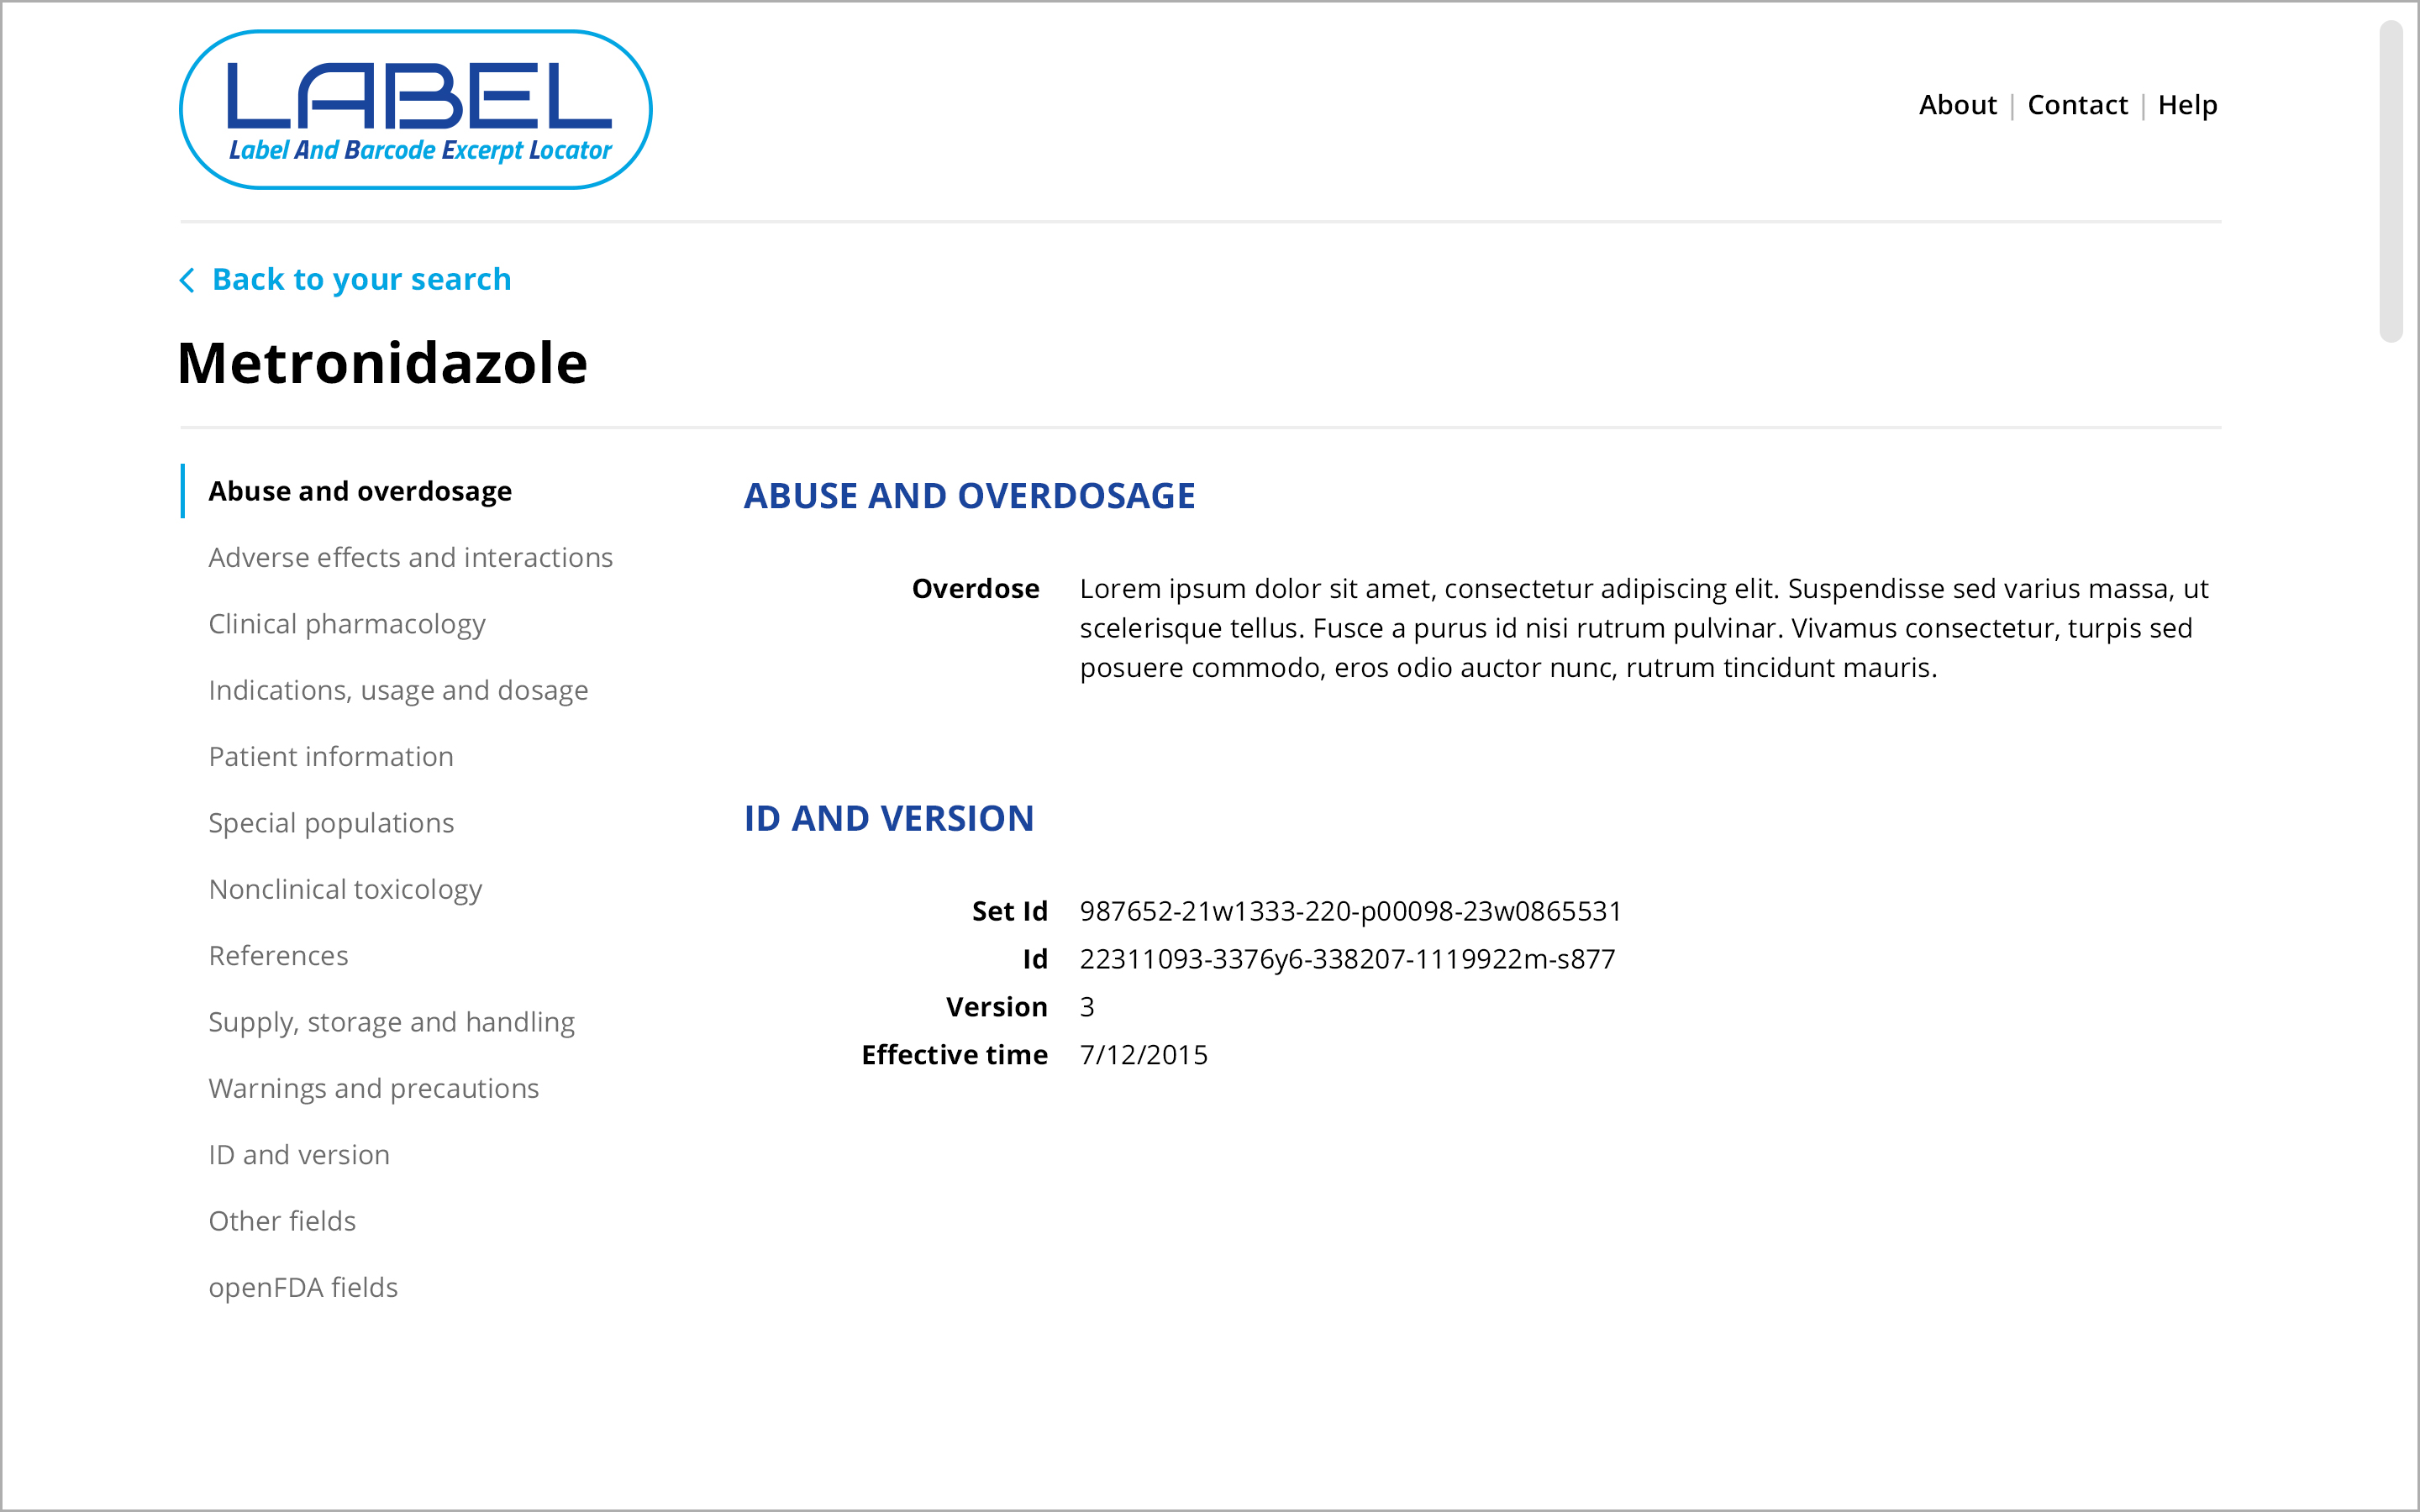 LABEL
Label And Barcode Excerpt Locator
About | Contact | Help
Back to your search
Metronidazole
Abuse and overdosage
Adverse effects and interactions
Clinical pharmacology
Indications, usage and dosage
Patient information
Special populations
Nonclinical toxicology
References
Supply, storage and handling
Warnings and precautions
ID and version
Other fields
openFDA fields
ABUSE AND OVERDOSAGE
Overdose Lorem ipsum dolor sit amet, consectetur adipiscing elit. Suspendisse sed varius massa, ut
scelerisque tellus. Fusce a purus id nisi rutrum pulvinar. Vivamus consectetur, turpis sed
posuere commodo, eros odio auctor nunc, rutrum tincidunt mauris.
ID AND VERSION
Set Id 987652-21w1333-220-p00098-23w0865531
Id 22311093-3376y6-338207-1119922m-s877
Version 3
Effective time 7/12/2015